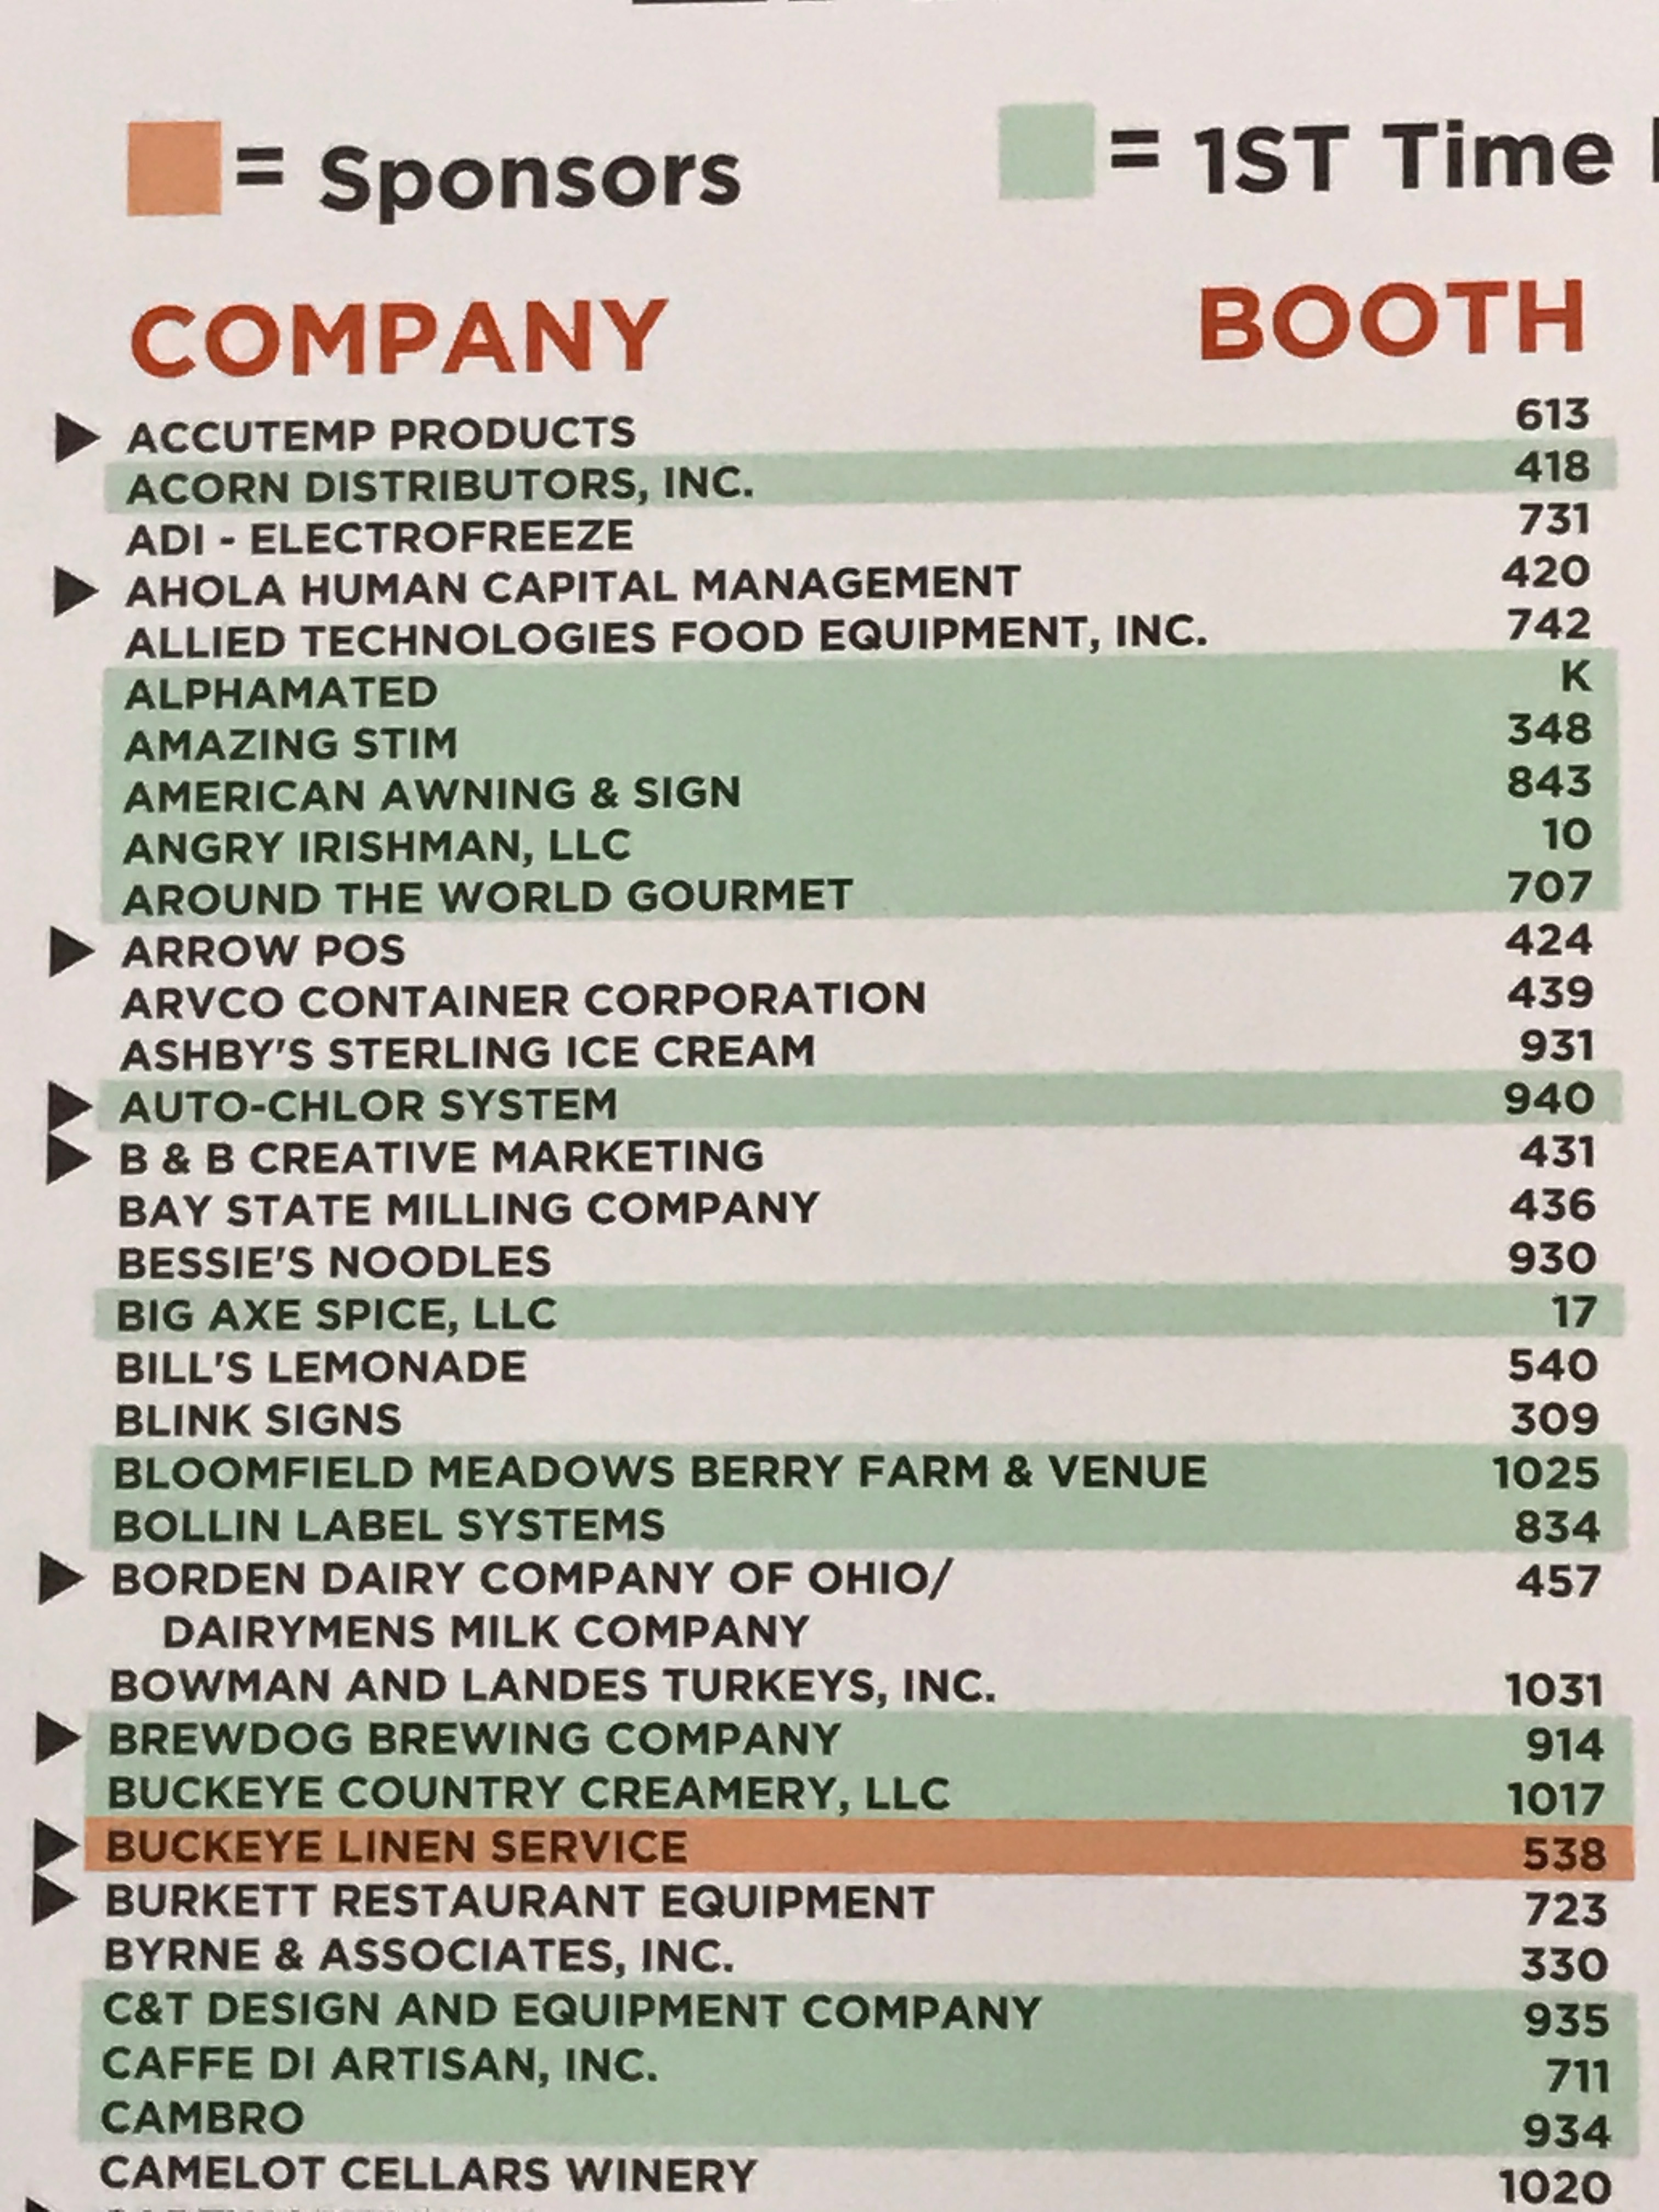 = Sponsors = 1ST Time
COMPANY BOOTH
ACCUTEMP PRODUCTS 613
ACORN DISTRIBUTORS, INC. 418
ADI - ELECTROFREEZE 731
AHOLA HUMAN CAPITAL MANAGEMENT 420
ALLIED TECHNOLOGIES FOOD EQUIPMENT, INC. 742
ALPHAMATED K
AMAZING STIM 348
AMERICAN AWNING & SIGN 843
ANGRY IRISHMAN, LLC 10
AROUND THE WORLD GOURMET 707
ARROW POS 424
ARVCO CONTAINER CORPORATION 439
ASHBY'S STERLING ICE CREAM 931
AUTO-CHLOR SYSTEM 940
B & B CREATIVE MARKETING 431
BAY STATE MILLING COMPANY 436
BESSIE'S NOODLES 930
BIG AXE SPICE, LLC 17
BILL'S LEMONADE 540
BLINK SIGNS 309
BLOOMFIELD MEADOWS BERRY FARM & VENUE 1025
BOLLIN LABEL SYSTEMS 834
BORDEN DAIRY COMPANY OF OHIO/ 457
DAIRYMENS MILK COMPANY
BOWMAN AND LANDES TURKEYS, INC. 1031
BREWDOG BREWING COMPANY 914
BUCKEYE COUNTRY CREAMERY, LLC 1017
BUCKEYE LINEN SERVICE 538
BURKETT RESTAURANT EQUIPMENT 723
BYRNE & ASSOCIATES, INC. 330
C&T DESIGN AND EQUIPMENT COMPANY 935
CAFFE DI ARTISAN, INC. 711
CAMBRO 934
CAMELOT CELLARS WINERY 1020